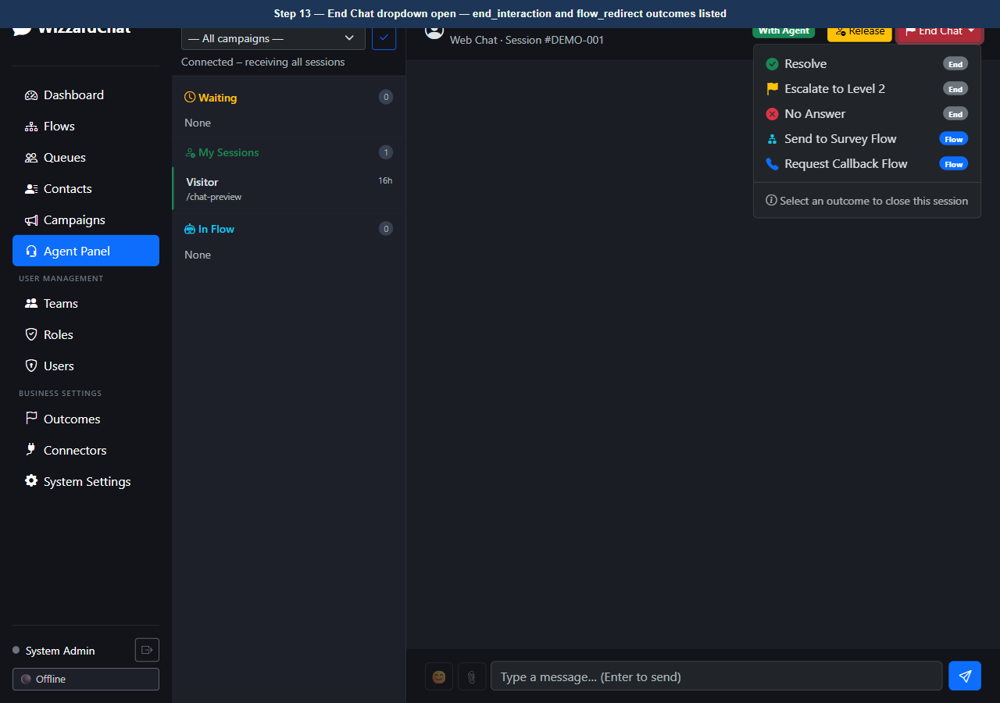 Step 13 — End Chat dropdown open — end_interaction and flow_redirect outcomes listed
WizzardChat
Dashboard
Flows
Queues
Contacts
Campaigns
Agent Panel
USER MANAGEMENT
Teams
Roles
Users
BUSINESS SETTINGS
Outcomes
Connectors
System Settings
System Admin
Offline
— All campaigns —
Connected – receiving all sessions
Waiting 0
None
My Sessions 1
Visitor 16h
/chat-preview
In Flow 0
None
Web Chat · Session #DEMO-001
With Agent
Release
End Chat
Resolve End
Escalate to Level 2 End
No Answer End
Send to Survey Flow Flow
Request Callback Flow Flow
Select an outcome to close this session
Type a message... (Enter to send)